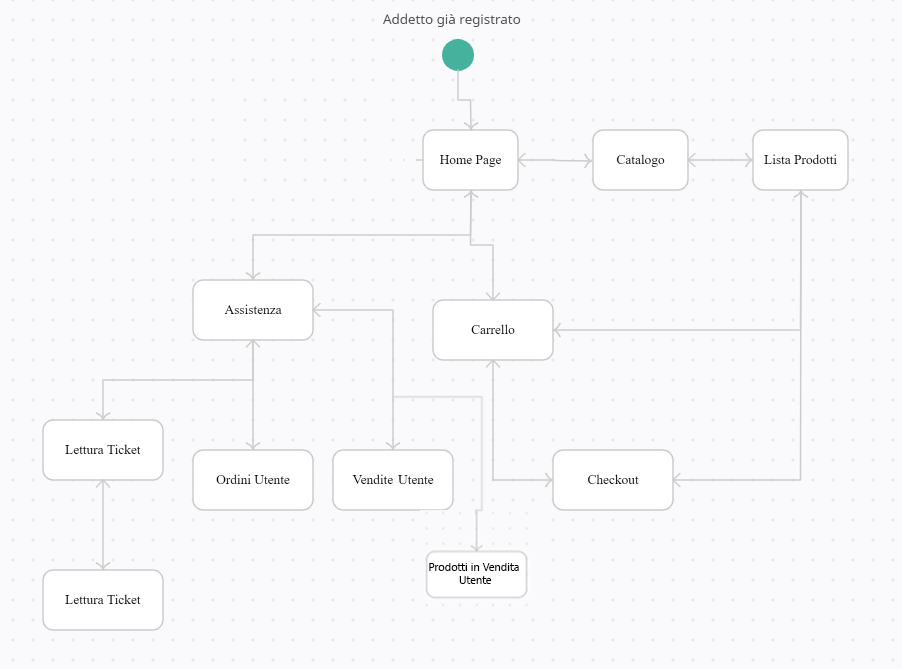 Addetto già registrato
Home Page
Catalogo
Lista Prodotti
Assistenza
Carrello
Lettura Ticket
Ordini Utente
Vendite Utente
Checkout
Prodotti in Vendita
Utente
Lettura Ticket